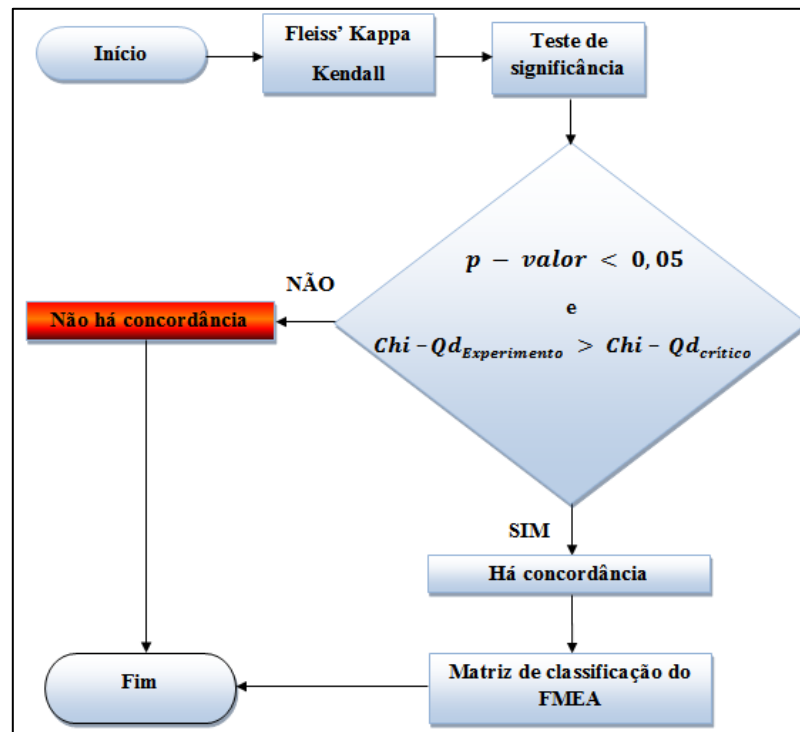 Início
Fleiss’ Kappa
Kendall
Teste de
significância
p – valor < 0,05
e
Chi – Qd_Experimento > Chi – Qd_crítico
NÃO
Não há concordância
SIM
Há concordância
Matriz de classificação do
FMEA
Fim